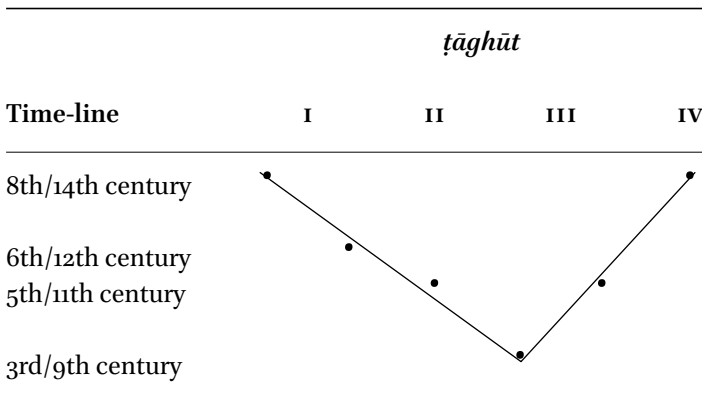 ṭāghūt
Time-line I II III IV
8th/14th century
6th/12th century
5th/11th century
3rd/9th century